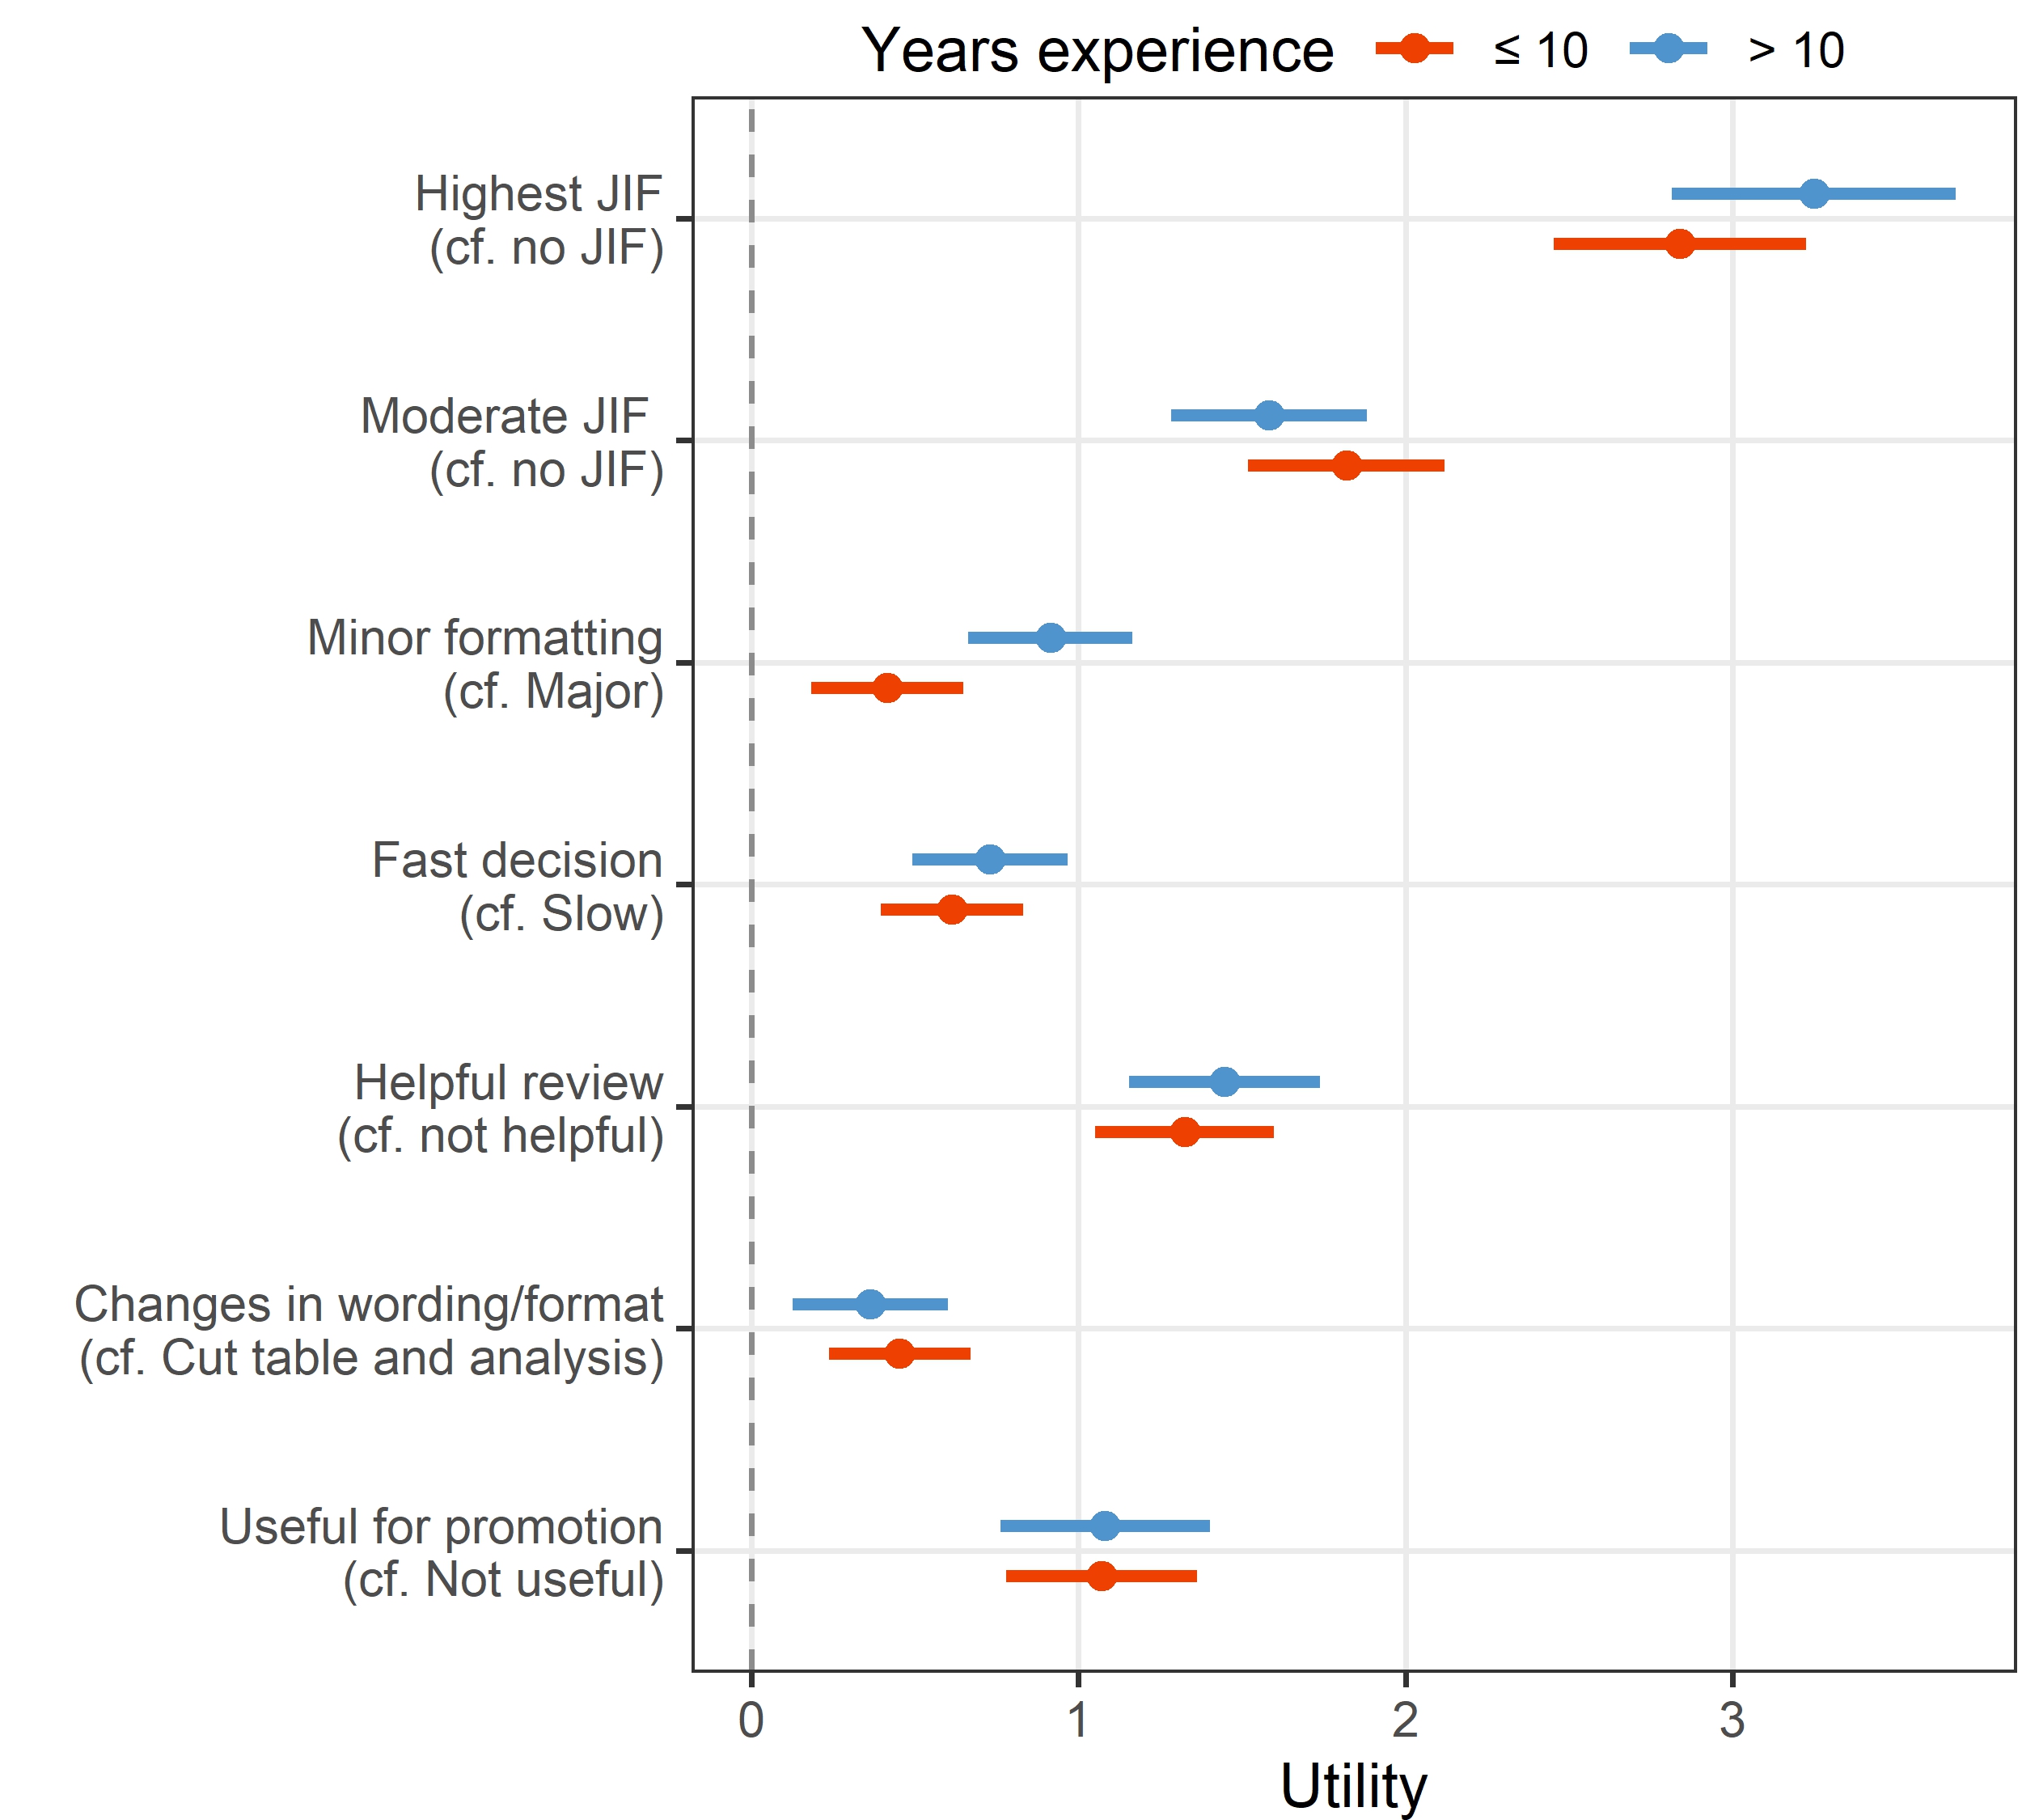 Years experience ≤ 10 > 10
Highest JIF
(cf. no JIF)
Moderate JIF
(cf. no JIF)
Minor formatting
(cf. Major)
Fast decision
(cf. Slow)
Helpful review
(cf. not helpful)
Changes in wording/format
(cf. Cut table and analysis)
Useful for promotion
(cf. Not useful)
0 1 2 3
Utility